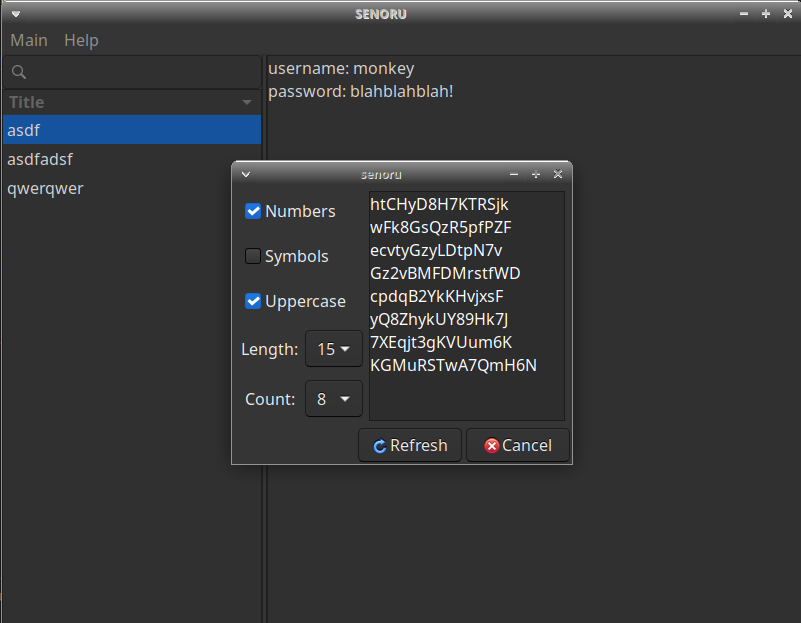 SENORU
Main Help
Title
asdf
asdfadsf
qwerqwer
username: monkey
password: blahblahblah!
senoru
Numbers
Symbols
Uppercase
Length: 15
Count: 8
htCHyD8H7KTRSjk
wFk8GsQzR5pfPZF
ecvtyGzyLDtpN7v
Gz2vBMFDMrstfWD
cpdqB2YkKHvjxsF
yQ8ZhykUY89Hk7J
7XEqjt3gKVUum6K
KGMuRSTwA7QmH6N
Refresh Cancel